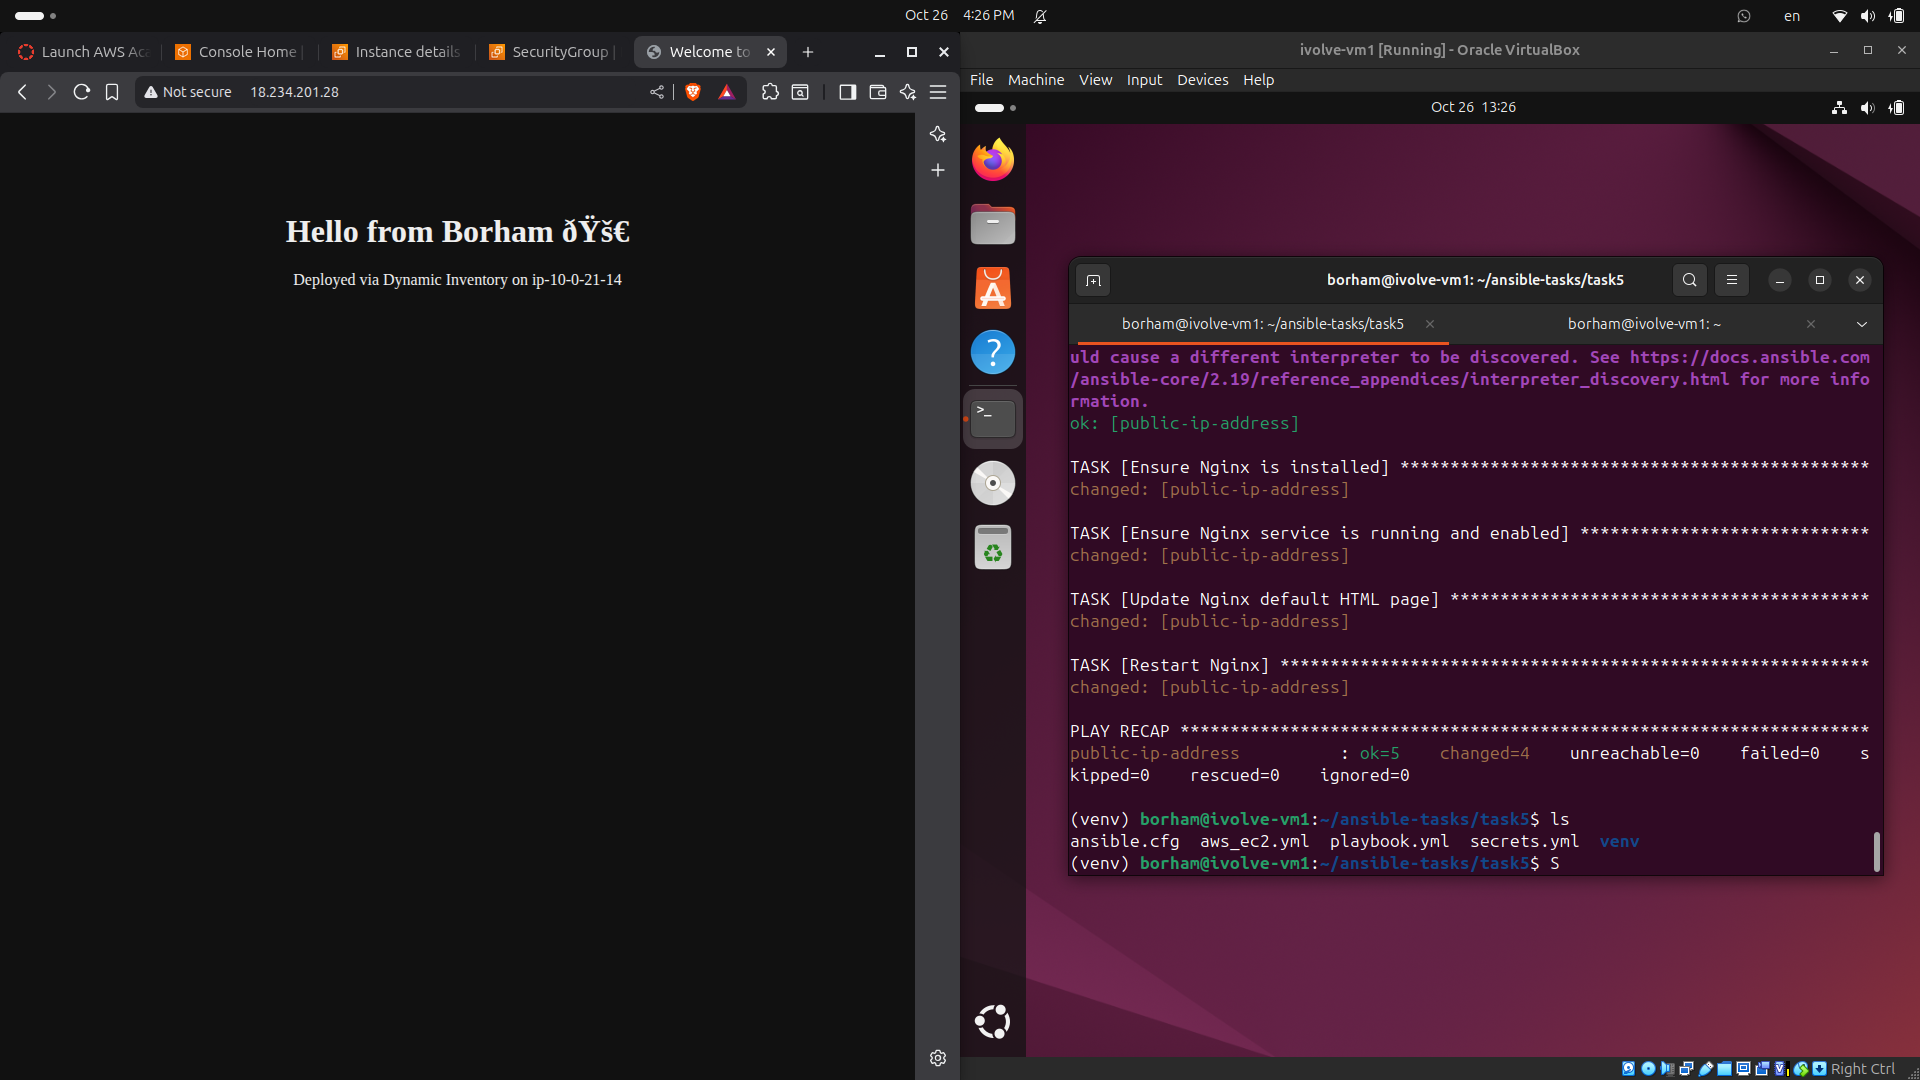 Oct 26 4:26 PM
en
Launch AWS Aca
Console Home
Instance details
SecurityGroup
Welcome to
Not secure 18.234.201.28
Hello from Borham ðŸš€
Deployed via Dynamic Inventory on ip-10-0-21-14
ivolve-vm1 [Running] - Oracle VirtualBox
File Machine View Input Devices Help
Oct 26 13:26
borham@ivolve-vm1: ~/ansible-tasks/task5
borham@ivolve-vm1: ~/ansible-tasks/task5
borham@ivolve-vm1: ~
uld cause a different interpreter to be discovered. See https://docs.ansible.com
/ansible-core/2.19/reference_appendices/interpreter_discovery.html for more info
rmation.
ok: [public-ip-address]
TASK [Ensure Nginx is installed] ***********************************************
changed: [public-ip-address]
TASK [Ensure Nginx service is running and enabled] *****************************
changed: [public-ip-address]
TASK [Update Nginx default HTML page] ******************************************
changed: [public-ip-address]
TASK [Restart Nginx] ***********************************************************
changed: [public-ip-address]
PLAY RECAP *********************************************************************
public-ip-address : ok=5 changed=4 unreachable=0 failed=0 s
kipped=0 rescued=0 ignored=0
(venv) borham@ivolve-vm1:~/ansible-tasks/task5$ ls
ansible.cfg aws_ec2.yml playbook.yml secrets.yml venv
(venv) borham@ivolve-vm1:~/ansible-tasks/task5$ S
Right Ctrl